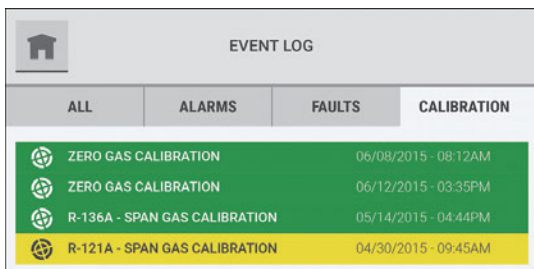 EVENT LOG
ALL ALARMS FAULTS CALIBRATION
ZERO GAS CALIBRATION 06/08/2015 - 08:12AM
ZERO GAS CALIBRATION 06/12/2015 - 03:35PM
R-136A - SPAN GAS CALIBRATION 05/14/2015 - 04:44PM
R-121A - SPAN GAS CALIBRATION 04/30/2015 - 09:45AM